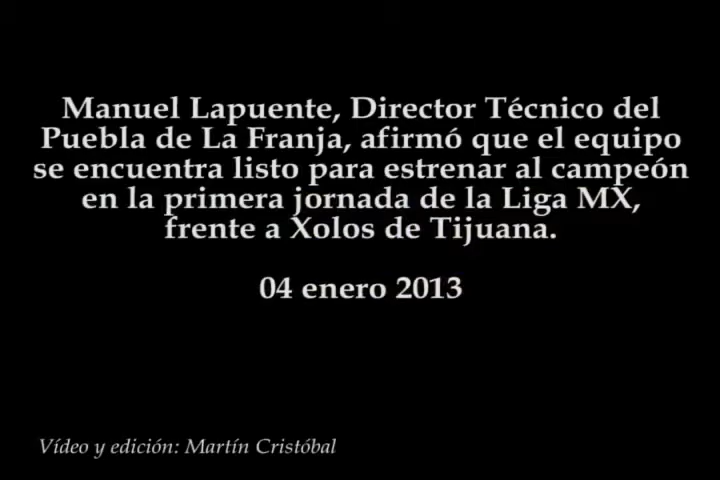 Manuel Lapuente, Director Técnico del
Puebla de La Franja, afirmó que el equipo
se encuentra listo para estrenar al campeón
en la primera jornada de la Liga MX,
frente a Xolos de Tijuana.
04 enero 2013
Vídeo y edición: Martín Cristóbal